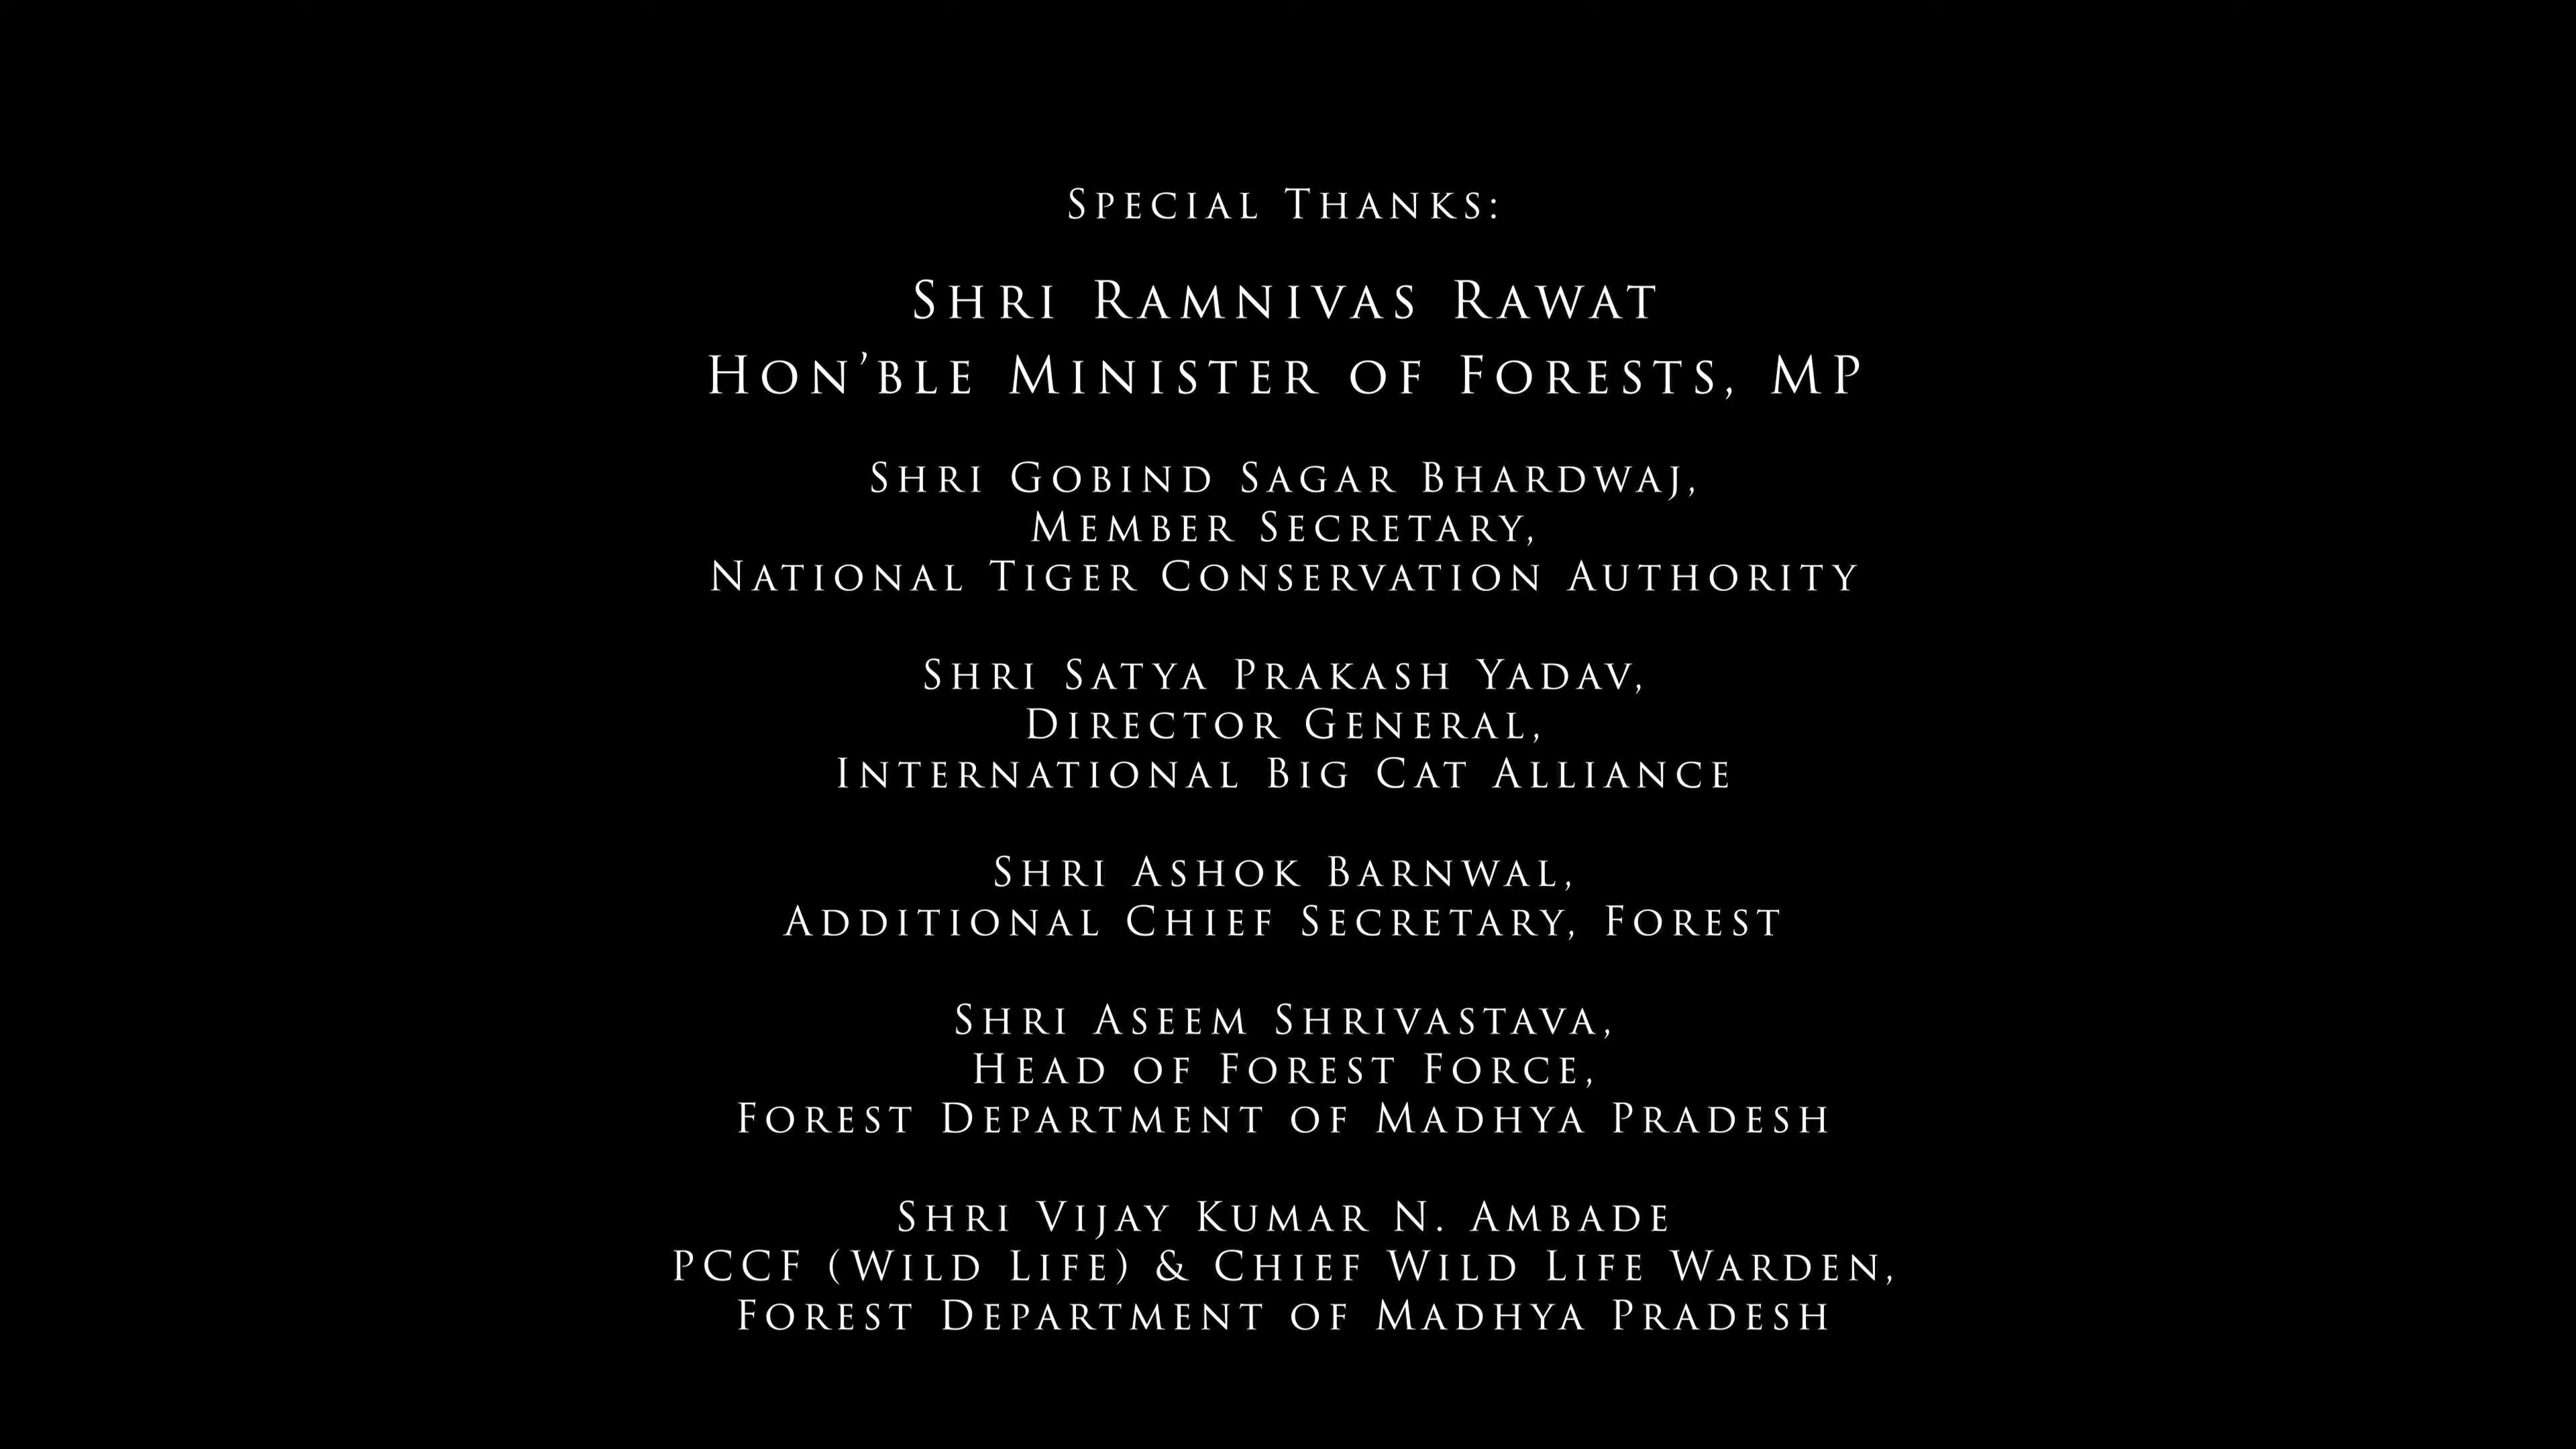 Special Thanks:
Shri Ramnivas Rawat
Hon’ble Minister of Forests, MP
Shri Gobind Sagar Bhardwaj,
Member Secretary,
National Tiger Conservation Authority
Shri Satya Prakash Yadav,
Director General,
International Big Cat Alliance
Shri Ashok Barnwal,
Additional Chief Secretary, Forest
Shri Aseem Shrivastava,
Head of Forest Force,
Forest Department of Madhya Pradesh
Shri Vijay Kumar N. Ambade
PCCF (Wild Life) & Chief Wild Life Warden,
Forest Department of Madhya Pradesh